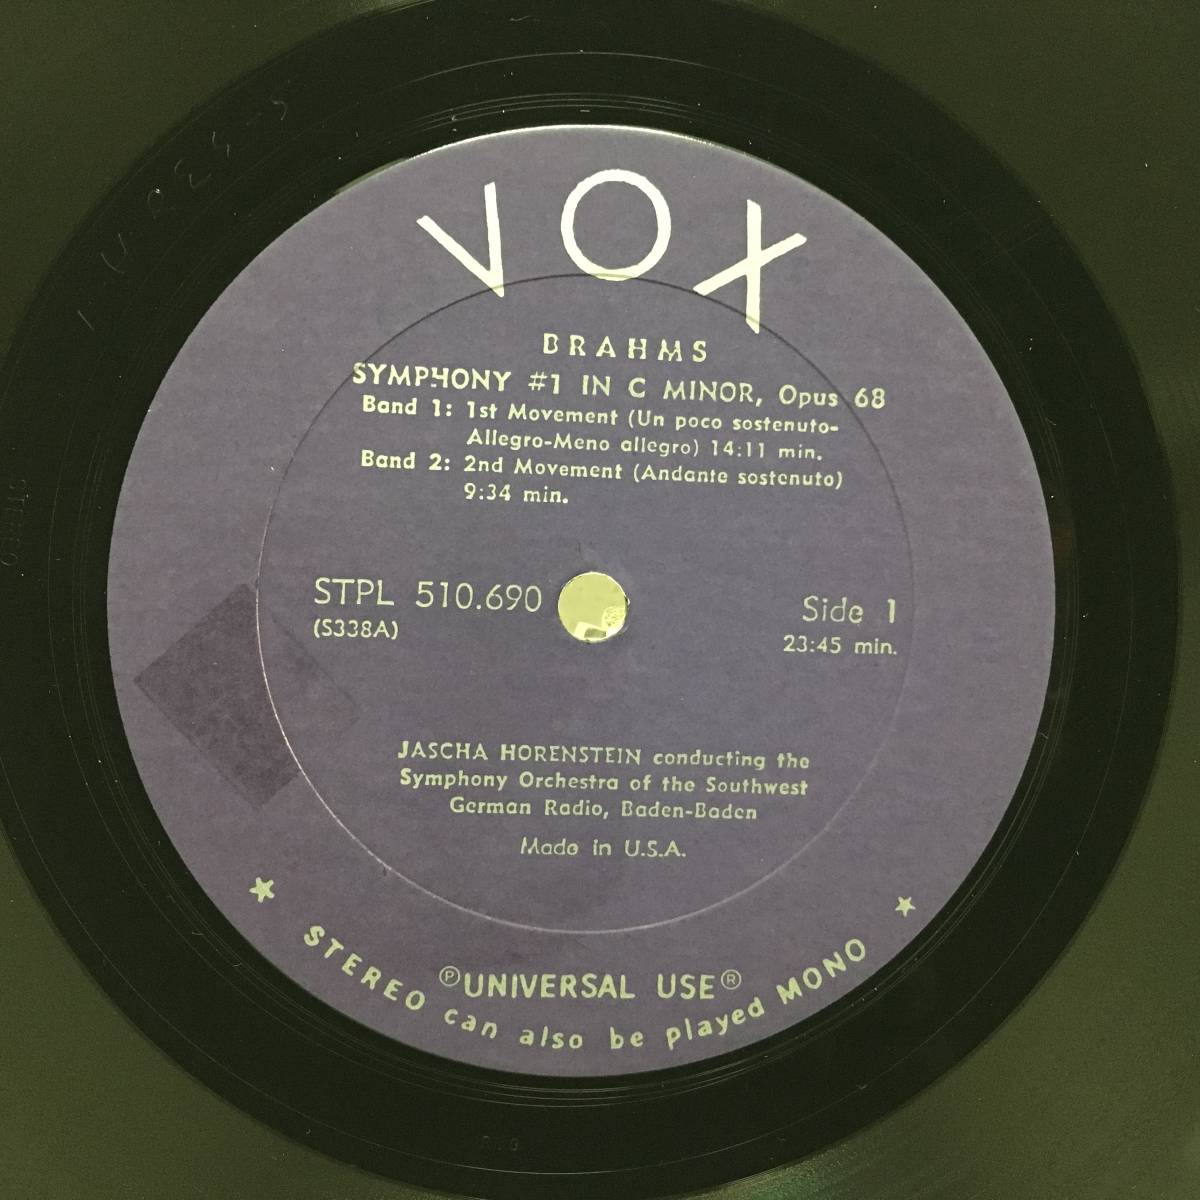 VOX
BRAHMS
SYMPHONY #1 IN C MINOR, Opus 68
Band 1: 1st Movement (Un poco sostenuto-
Allegro-Meno allegro) 14:11 min.
Band 2: 2nd Movement (Andante sostenuto)
9:34 min.
STPL 510.690
(S338A)
Side 1
23:45 min.
JASCHA HORENSTEIN conducting the
Symphony Orchestra of the Southwest
German Radio, Baden-Baden
Made in U.S.A.
℗UNIVERSAL USE®
★ STEREO can also be played MONO ★